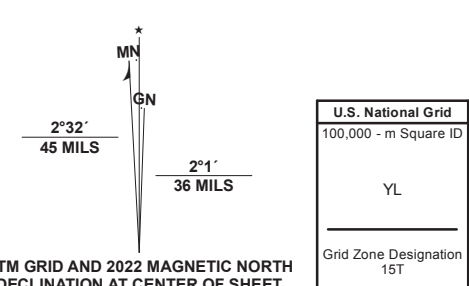 ★
MN
GN
2°32´
45 MILS
2°1´
36 MILS
TM GRID AND 2022 MAGNETIC NORTH
DECLINATION AT CENTER OF SHEET
U.S. National Grid
100,000 - m Square ID
YL
Grid Zone Designation
15T